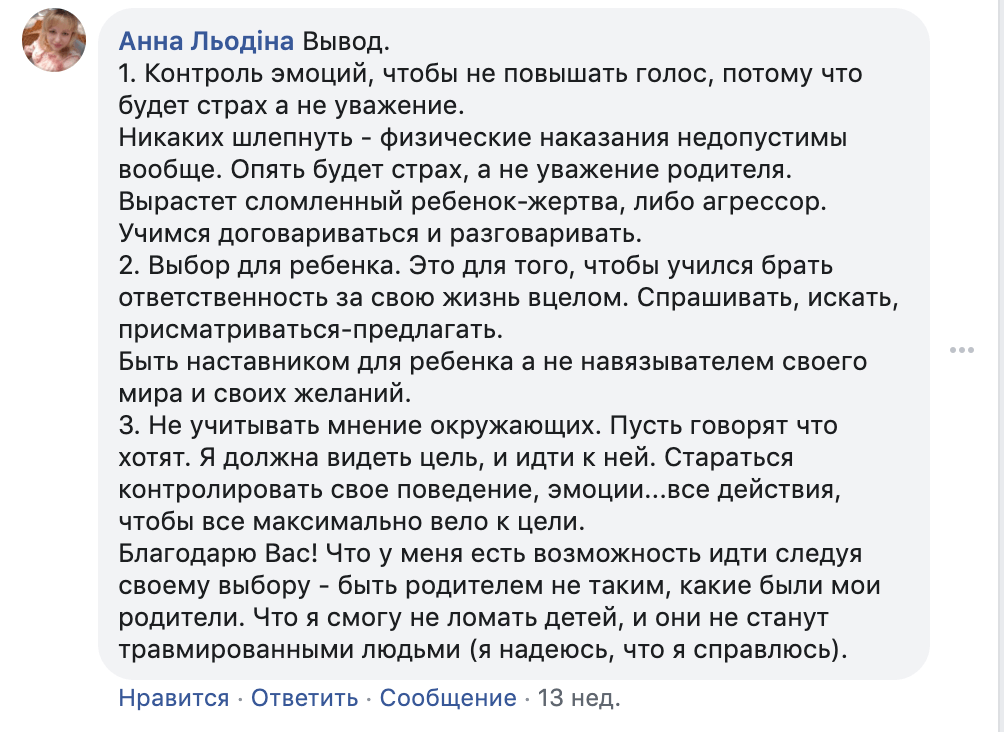 Анна Льодіна Вывод.
1. Контроль эмоций, чтобы не повышать голос, потому что
будет страх а не уважение.
Никаких шлепнуть - физические наказания недопустимы
вообще. Опять будет страх, а не уважение родителя.
Вырастет сломленный ребенок-жертва, либо агрессор.
Учимся договариваться и разговаривать.
2. Выбор для ребенка. Это для того, чтобы учился брать
ответственность за свою жизнь вцелом. Спрашивать, искать,
присматриваться-предлагать.
Быть наставником для ребенка а не навязывателем своего
мира и своих желаний.
3. Не учитывать мнение окружающих. Пусть говорят что
хотят. Я должна видеть цель, и идти к ней. Стараться
контролировать свое поведение, эмоции...все действия,
чтобы все максимально вело к цели.
Благодарю Вас! Что у меня есть возможность идти следуя
своему выбору - быть родителем не таким, какие были мои
родители. Что я смогу не ломать детей, и они не станут
травмированными людьми (я надеюсь, что я справлюсь).
Нравится · Ответить · Сообщение · 13 нед.